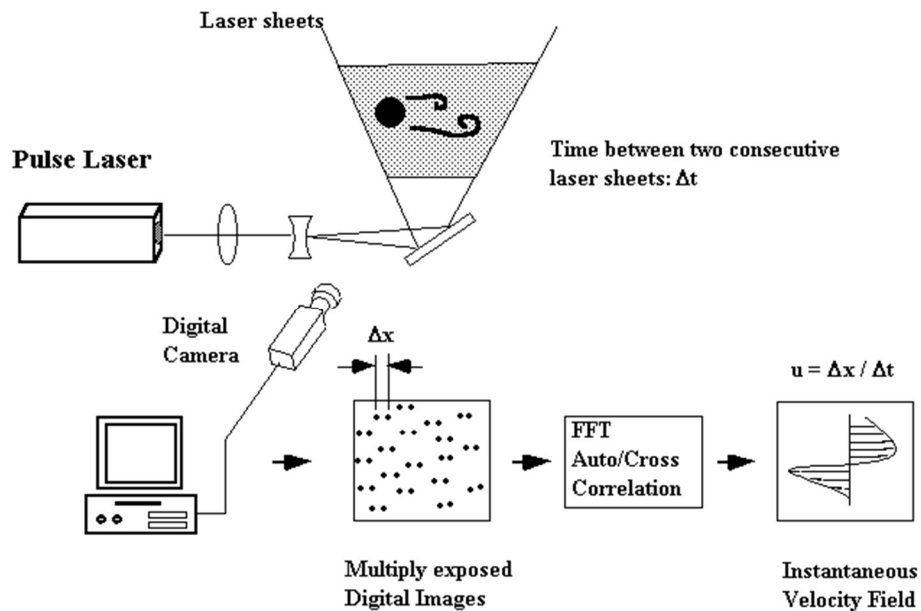 Laser sheets
Pulse Laser
Time between two consecutive
laser sheets: Δt
Digital
Camera
Δx
u = Δx / Δt
FFT
Auto/Cross
Correlation
Multiply exposed
Digital Images
Instantaneous
Velocity Field